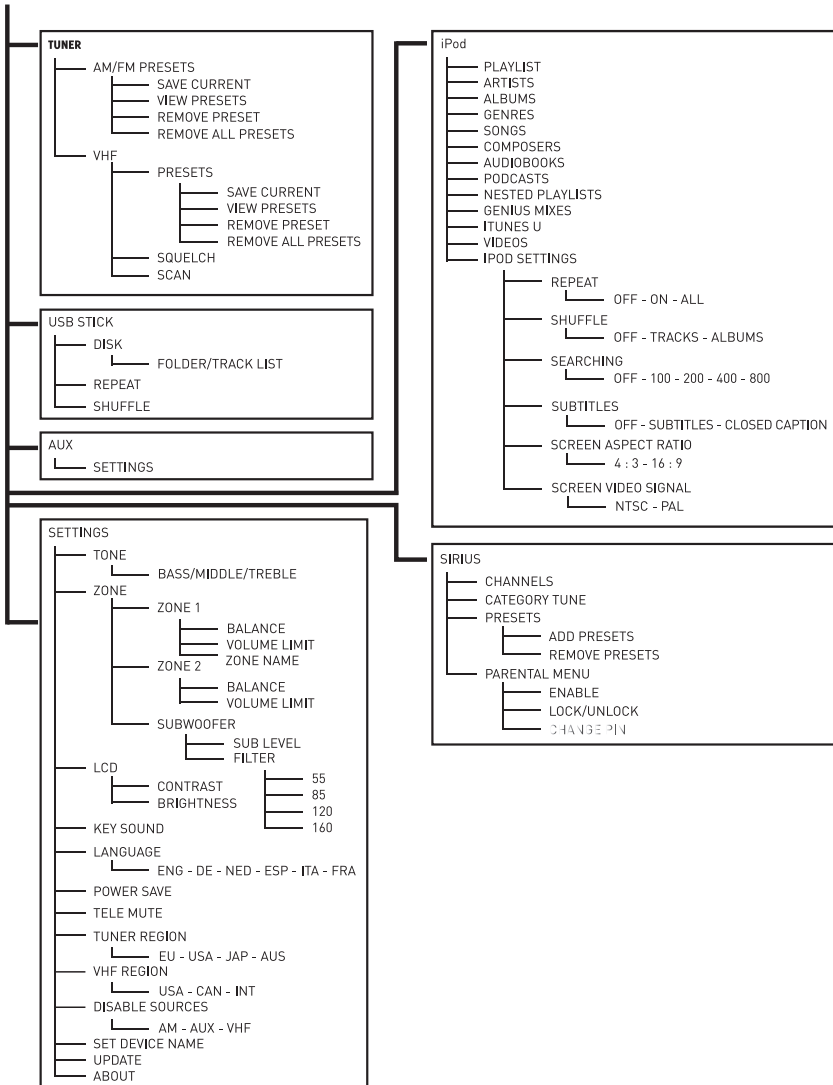 TUNER
AM/FM PRESETS
SAVE CURRENT
VIEW PRESETS
REMOVE PRESET
REMOVE ALL PRESETS
VHF
PRESETS
SAVE CURRENT
VIEW PRESETS
REMOVE PRESET
REMOVE ALL PRESETS
SQUELCH
SCAN
USB STICK
DISK
FOLDER/TRACK LIST
REPEAT
SHUFFLE
AUX
SETTINGS
SETTINGS
TONE
BASS/MIDDLE/TREBLE
ZONE
ZONE 1
BALANCE
VOLUME LIMIT
ZONE NAME
ZONE 2
BALANCE
VOLUME LIMIT
SUBWOOFER
SUB LEVEL
FILTER
55
85
120
160
LCD
CONTRAST
BRIGHTNESS
KEY SOUND
LANGUAGE
ENG - DE - NED - ESP - ITA - FRA
POWER SAVE
TELE MUTE
TUNER REGION
EU - USA - JAP - AUS
VHF REGION
USA - CAN - INT
DISABLE SOURCES
AM - AUX - VHF
SET DEVICE NAME
UPDATE
ABOUT
iPod
PLAYLIST
ARTISTS
ALBUMS
GENRES
SONGS
COMPOSERS
AUDIOBOOKS
PODCASTS
NESTED PLAYLISTS
GENIUS MIXES
ITUNES U
VIDEOS
IPOD SETTINGS
REPEAT
OFF - ON - ALL
SHUFFLE
OFF - TRACKS - ALBUMS
SEARCHING
OFF - 100 - 200 - 400 - 800
SUBTITLES
OFF - SUBTITLES - CLOSED CAPTION
SCREEN ASPECT RATIO
4 : 3 - 16 : 9
SCREEN VIDEO SIGNAL
NTSC - PAL
SIRIUS
CHANNELS
CATEGORY TUNE
PRESETS
ADD PRESETS
REMOVE PRESETS
PARENTAL MENU
ENABLE
LOCK/UNLOCK
CHANGE PIN